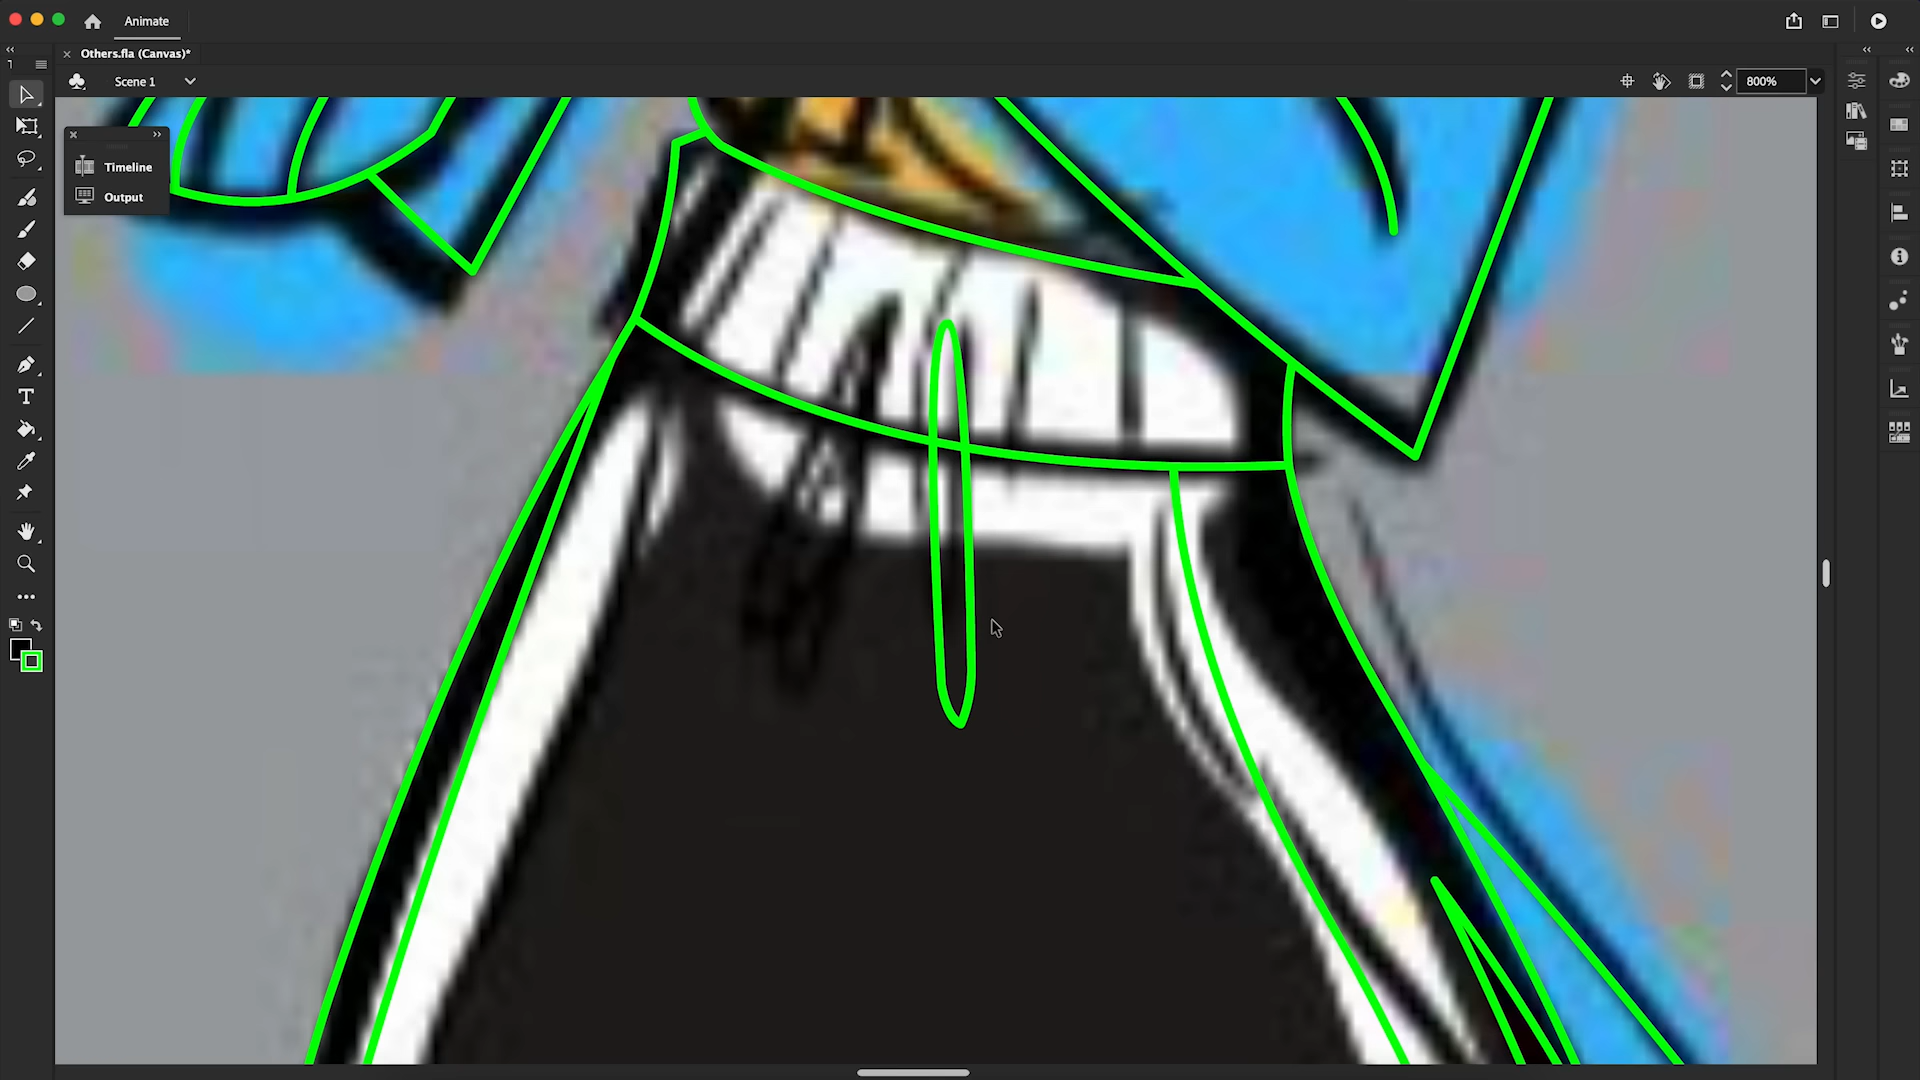 Animate
Others.fla (Canvas)*
Scene 1
800%
Timeline
Output